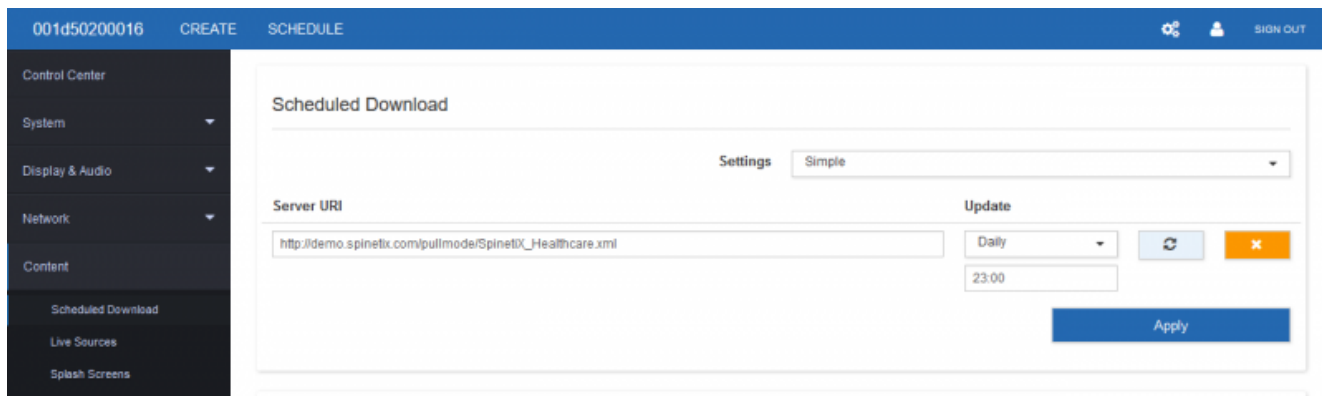 001d50200016 CREATE SCHEDULE SIGN OUT
Control Center
System
Display & Audio
Network
Content
Scheduled Download
Live Sources
Splash Screens
Scheduled Download
Settings Simple
Server URI Update
http://demo.spinetix.com/pullmode/SpinetiX_Healthcare.xml Daily
23:00
Apply